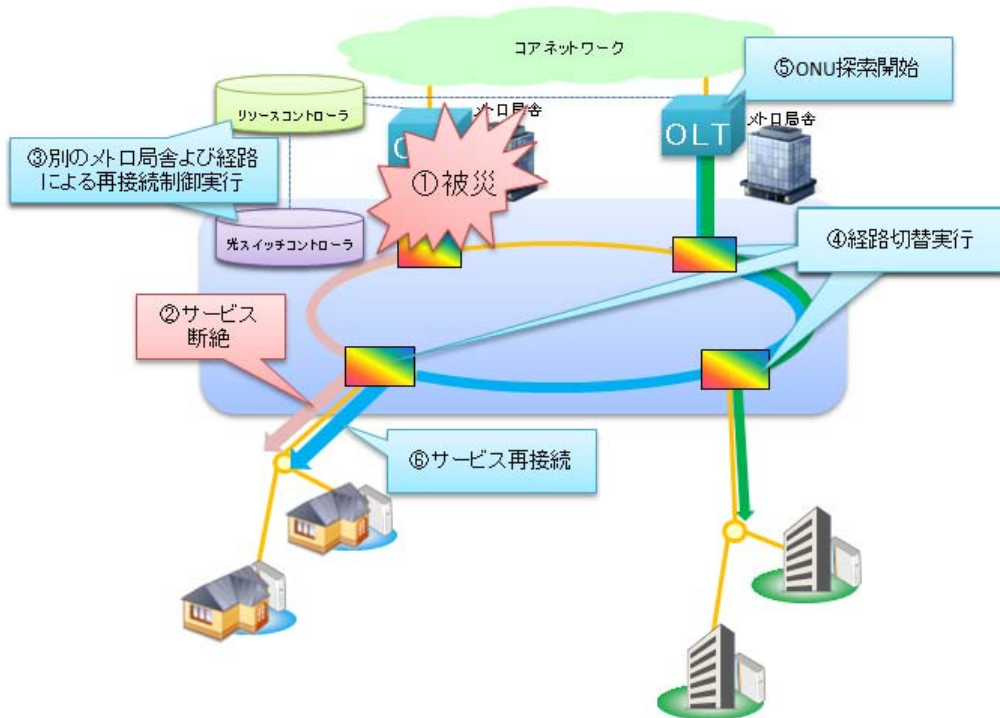 コアネットワーク
⑤ONU探索開始
リソースコントローラ
メトロ局舎
OLT
メトロ局舎
③別のメトロ局舎および経路
による再接続制御実行
①被災
光スイッチコントローラ
④経路切替実行
②サービス
断絶
⑥サービス再接続